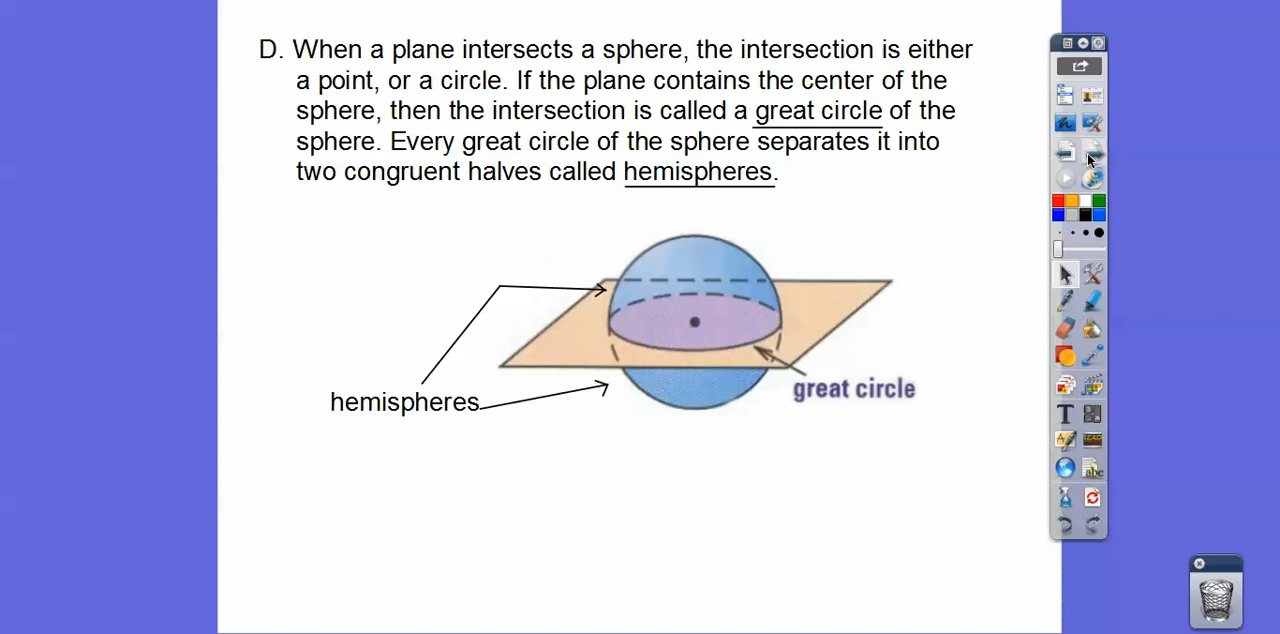 D. When a plane intersects a sphere, the intersection is either
a point, or a circle. If the plane contains the center of the
sphere, then the intersection is called a great circle of the
sphere. Every great circle of the sphere separates it into
two congruent halves called hemispheres.
hemispheres
great circle